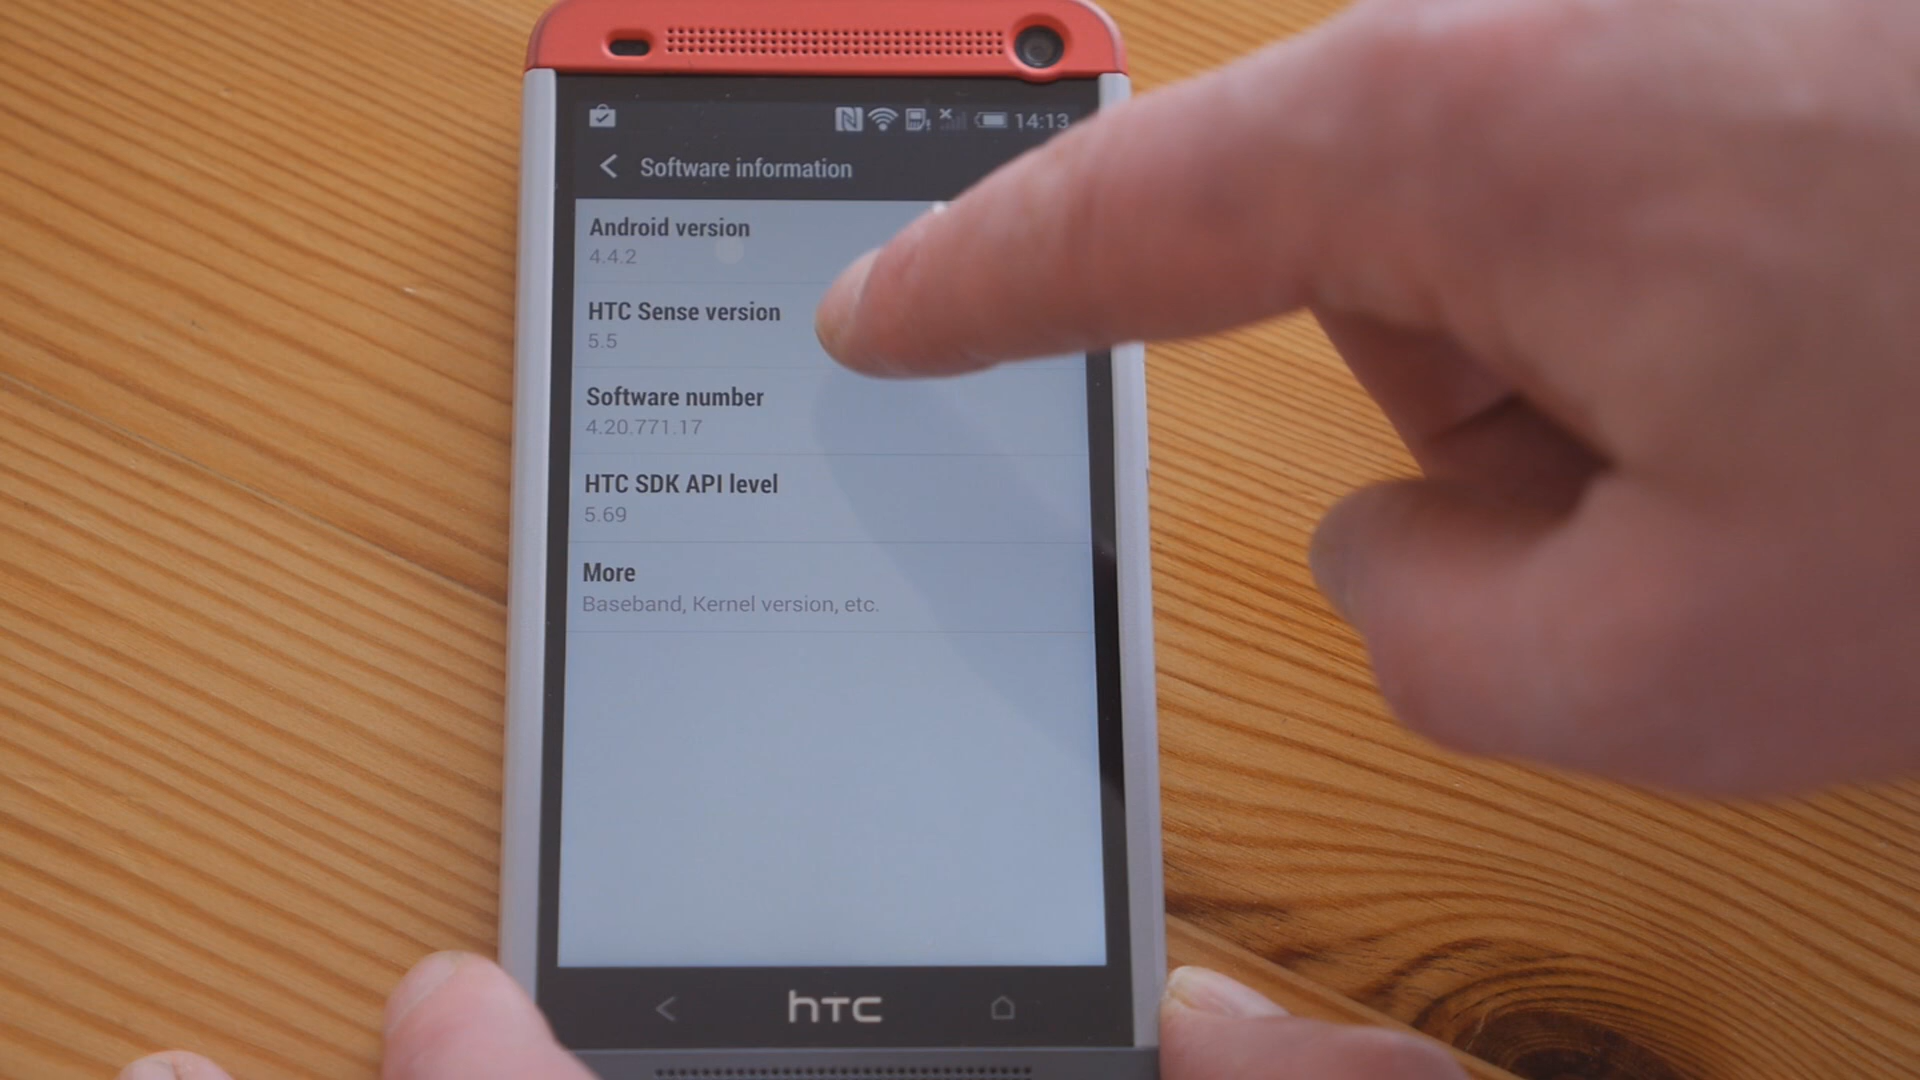 14:13
Software information
Android version
4.4.2
HTC Sense version
5.5
Software number
4.20.771.17
HTC SDK API level
5.69
More
Baseband, Kernel version, etc.
hTC